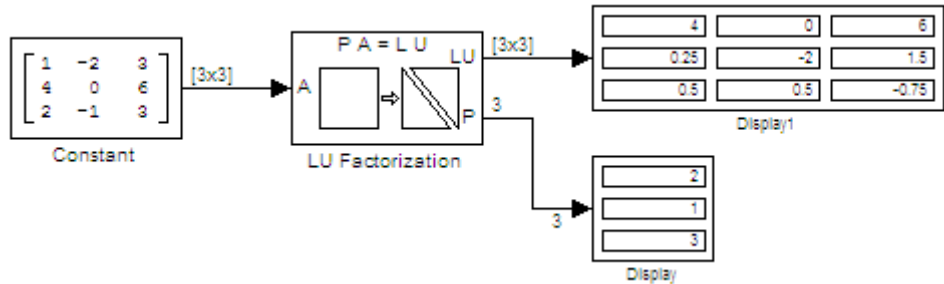 1 -2 3
4 0 6
2 -1 3
Constant
[3x3]
P A = L U
A
LU
P
LU Factorization
[3x3]
3
3
4 0 6
0.25 -2 1.5
0.5 0.5 -0.75
Display1
2
1
3
Display